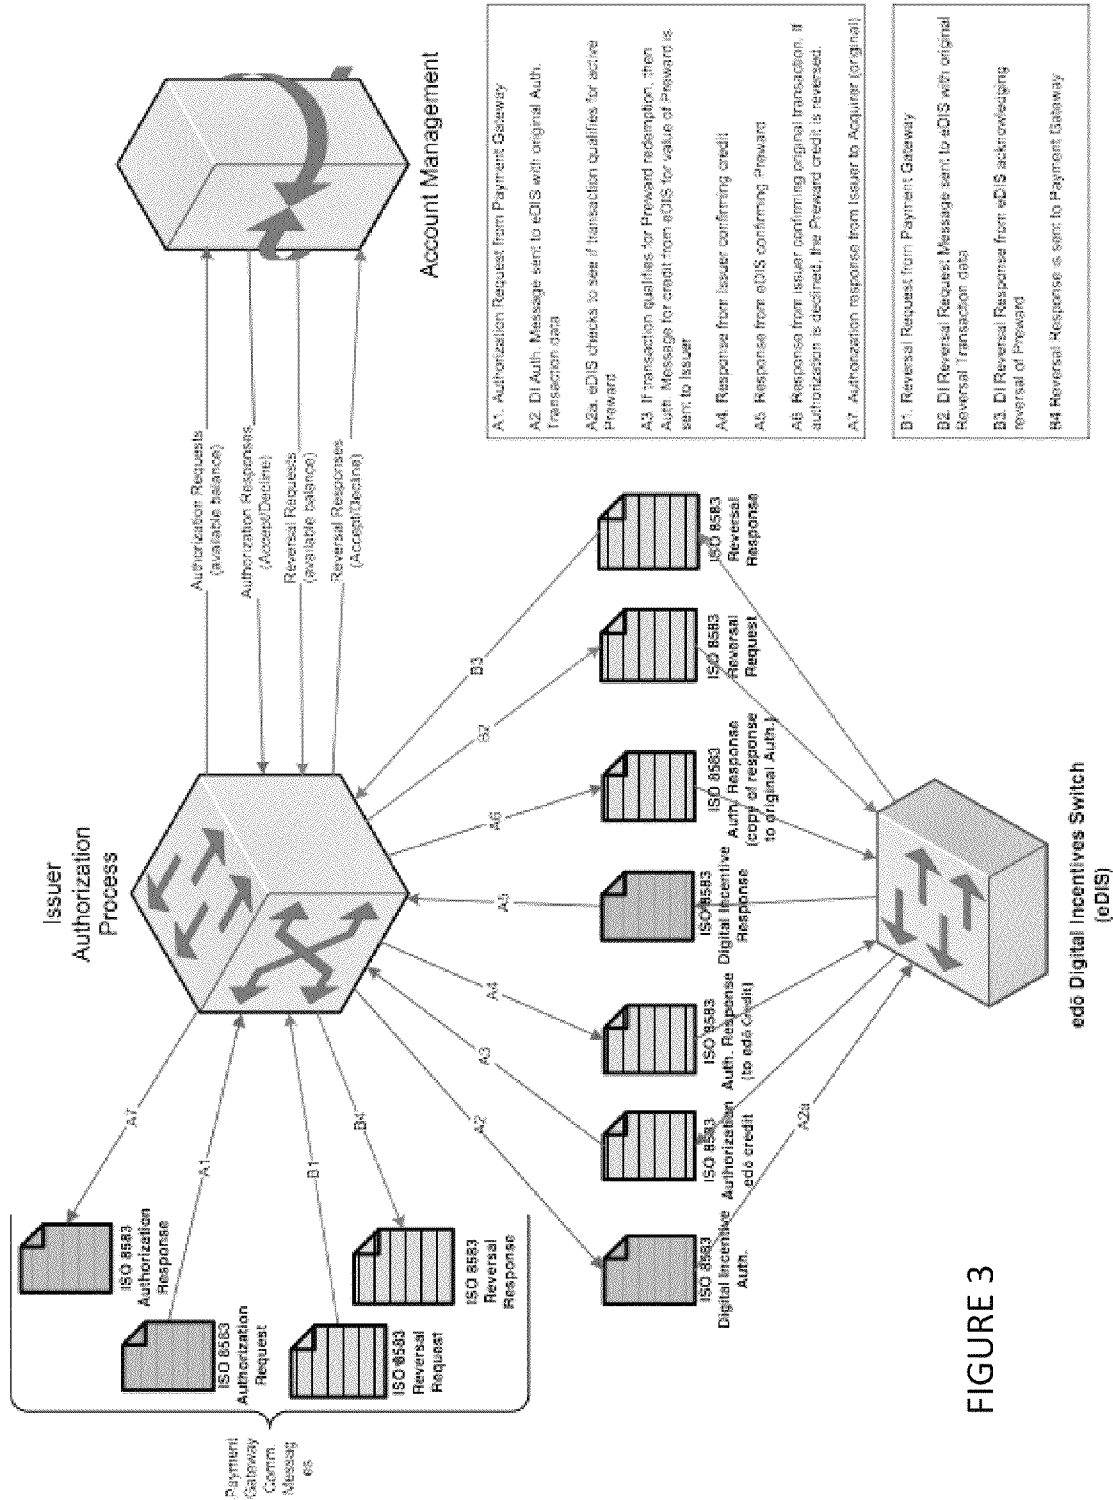 Payment
Gateway
Comm.
Messag
es
ISO 8583
Authorization
Response
ISO 8583
Authorization
Request
ISO 8583
Reversal
Request
ISO 8583
Reversal
Response
A7
A1
B1
B4
Issuer
Authorization
Process
Authorization Requests
(available balance)
Authorization Responses
(Accept/Decline)
Reversal Requests
(available balance)
Reversal Responses
(Accept/Decline)
Account Management
A2
A3
A4
A5
A6
B2
B3
ISO 8583
Digital Incentive
Auth.
ISO 8583
Authorization
edō credit
ISO 8583
Auth. Response
(to edō Credit)
ISO 8583
Digital Incentive
Response
ISO 8583
Auth. Response
(copy of response
to original Auth.)
ISO 8583
Reversal
Request
ISO 8583
Reversal
Response
A2a
edō Digital Incentives Switch
(eDIS)
A1. Authorization Request from Payment Gateway
A2. DI Auth. Message sent to eDIS with original Auth.
Transaction data
A2a. eDIS checks to see if transaction qualifies for active
Preward
A3. If transaction qualifies for Preward redemption, then
Auth. Message for credit from eDIS for value of Preward is
sent to Issuer
A4. Response from Issuer confirming credit
A5. Response from eDIS confirming Preward
A6. Response from Issuer confirming original transaction. If
authorization is declined, the Preward credit is reversed.
A7. Authorization response from Issuer to Acquirer (original)
B1. Reversal Request from Payment Gateway
B2. DI Reversal Request Message sent to eDIS with original
Reversal Transaction data
B3. DI Reversal Response from eDIS acknowledging
reversal of Preward
B4 Reversal Response is sent to Payment Gateway
FIGURE 3